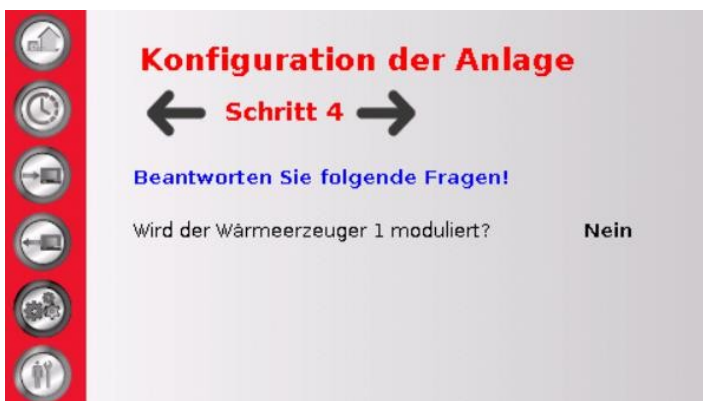 Konfiguration der Anlage
Schritt 4
Beantworten Sie folgende Fragen!
Wird der Wärmeerzeuger 1 moduliert? Nein